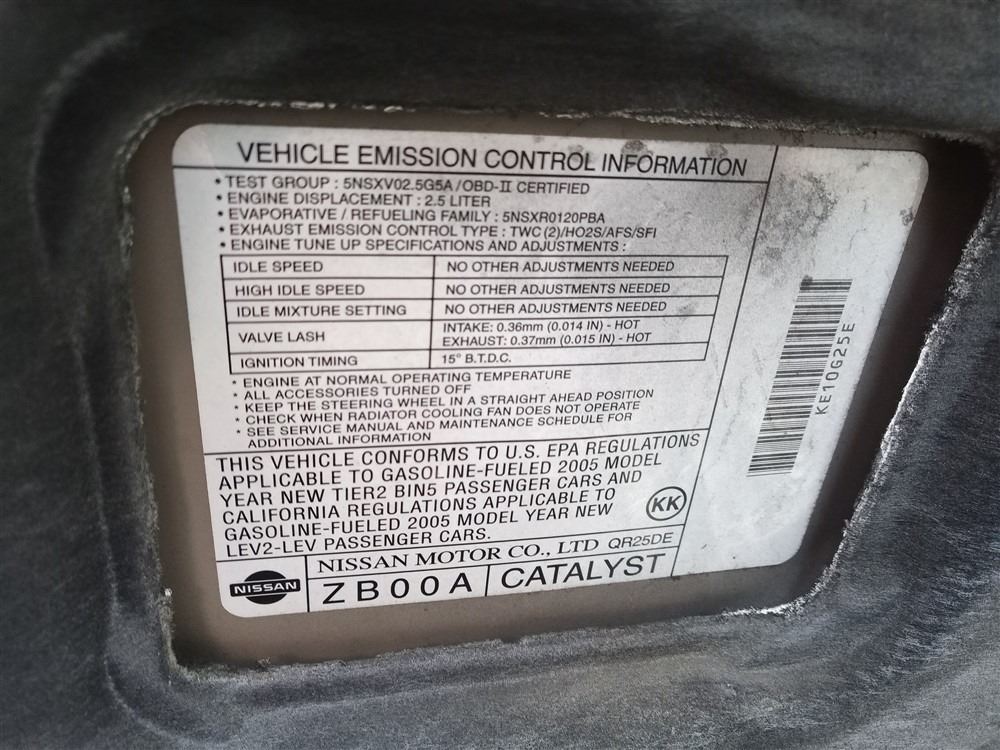 VEHICLE EMISSION CONTROL INFORMATION
• TEST GROUP : 5NSXV02.5G5A / OBD-II CERTIFIED
• ENGINE DISPLACEMENT : 2.5 LITER
• EVAPORATIVE / REFUELING FAMILY : 5NSXR0120PBA
• EXHAUST EMISSION CONTROL TYPE : TWC (2)/HO2S/AFS/SFI
• ENGINE TUNE UP SPECIFICATIONS AND ADJUSTMENTS :
IDLE SPEED NO OTHER ADJUSTMENTS NEEDED
HIGH IDLE SPEED NO OTHER ADJUSTMENTS NEEDED
IDLE MIXTURE SETTING NO OTHER ADJUSTMENTS NEEDED
VALVE LASH INTAKE: 0.36mm (0.014 IN) - HOT
EXHAUST: 0.37mm (0.015 IN) - HOT
IGNITION TIMING 15° B.T.D.C.
* ENGINE AT NORMAL OPERATING TEMPERATURE
* ALL ACCESSORIES TURNED OFF
* KEEP THE STEERING WHEEL IN A STRAIGHT AHEAD POSITION
* CHECK WHEN RADIATOR COOLING FAN DOES NOT OPERATE
* SEE SERVICE MANUAL AND MAINTENANCE SCHEDULE FOR
ADDITIONAL INFORMATION
THIS VEHICLE CONFORMS TO U.S. EPA REGULATIONS
APPLICABLE TO GASOLINE-FUELED 2005 MODEL
YEAR NEW TIER2 BIN5 PASSENGER CARS AND
CALIFORNIA REGULATIONS APPLICABLE TO
GASOLINE-FUELED 2005 MODEL YEAR NEW
LEV2-LEV PASSENGER CARS.
KK
NISSAN
NISSAN MOTOR CO., LTD QR25DE
ZB00A CATALYST
KE10G25E